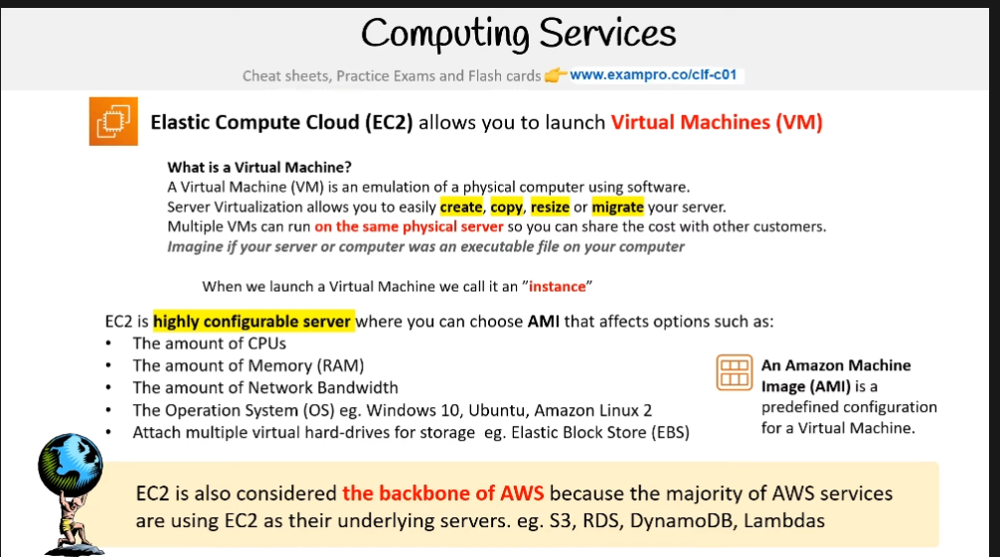 Computing Services
Cheat sheets, Practice Exams and Flash cards 👉 www.exampro.co/clf-c01
Elastic Compute Cloud (EC2) allows you to launch Virtual Machines (VM)
What is a Virtual Machine?
A Virtual Machine (VM) is an emulation of a physical computer using software.
Server Virtualization allows you to easily create, copy, resize or migrate your server.
Multiple VMs can run on the same physical server so you can share the cost with other customers.
Imagine if your server or computer was an executable file on your computer
When we launch a Virtual Machine we call it an "instance"
EC2 is highly configurable server where you can choose AMI that affects options such as:
• The amount of CPUs
• The amount of Memory (RAM)
• The amount of Network Bandwidth
• The Operation System (OS) eg. Windows 10, Ubuntu, Amazon Linux 2
• Attach multiple virtual hard-drives for storage eg. Elastic Block Store (EBS)
An Amazon Machine
Image (AMI) is a
predefined configuration
for a Virtual Machine.
EC2 is also considered the backbone of AWS because the majority of AWS services
are using EC2 as their underlying servers. eg. S3, RDS, DynamoDB, Lambdas